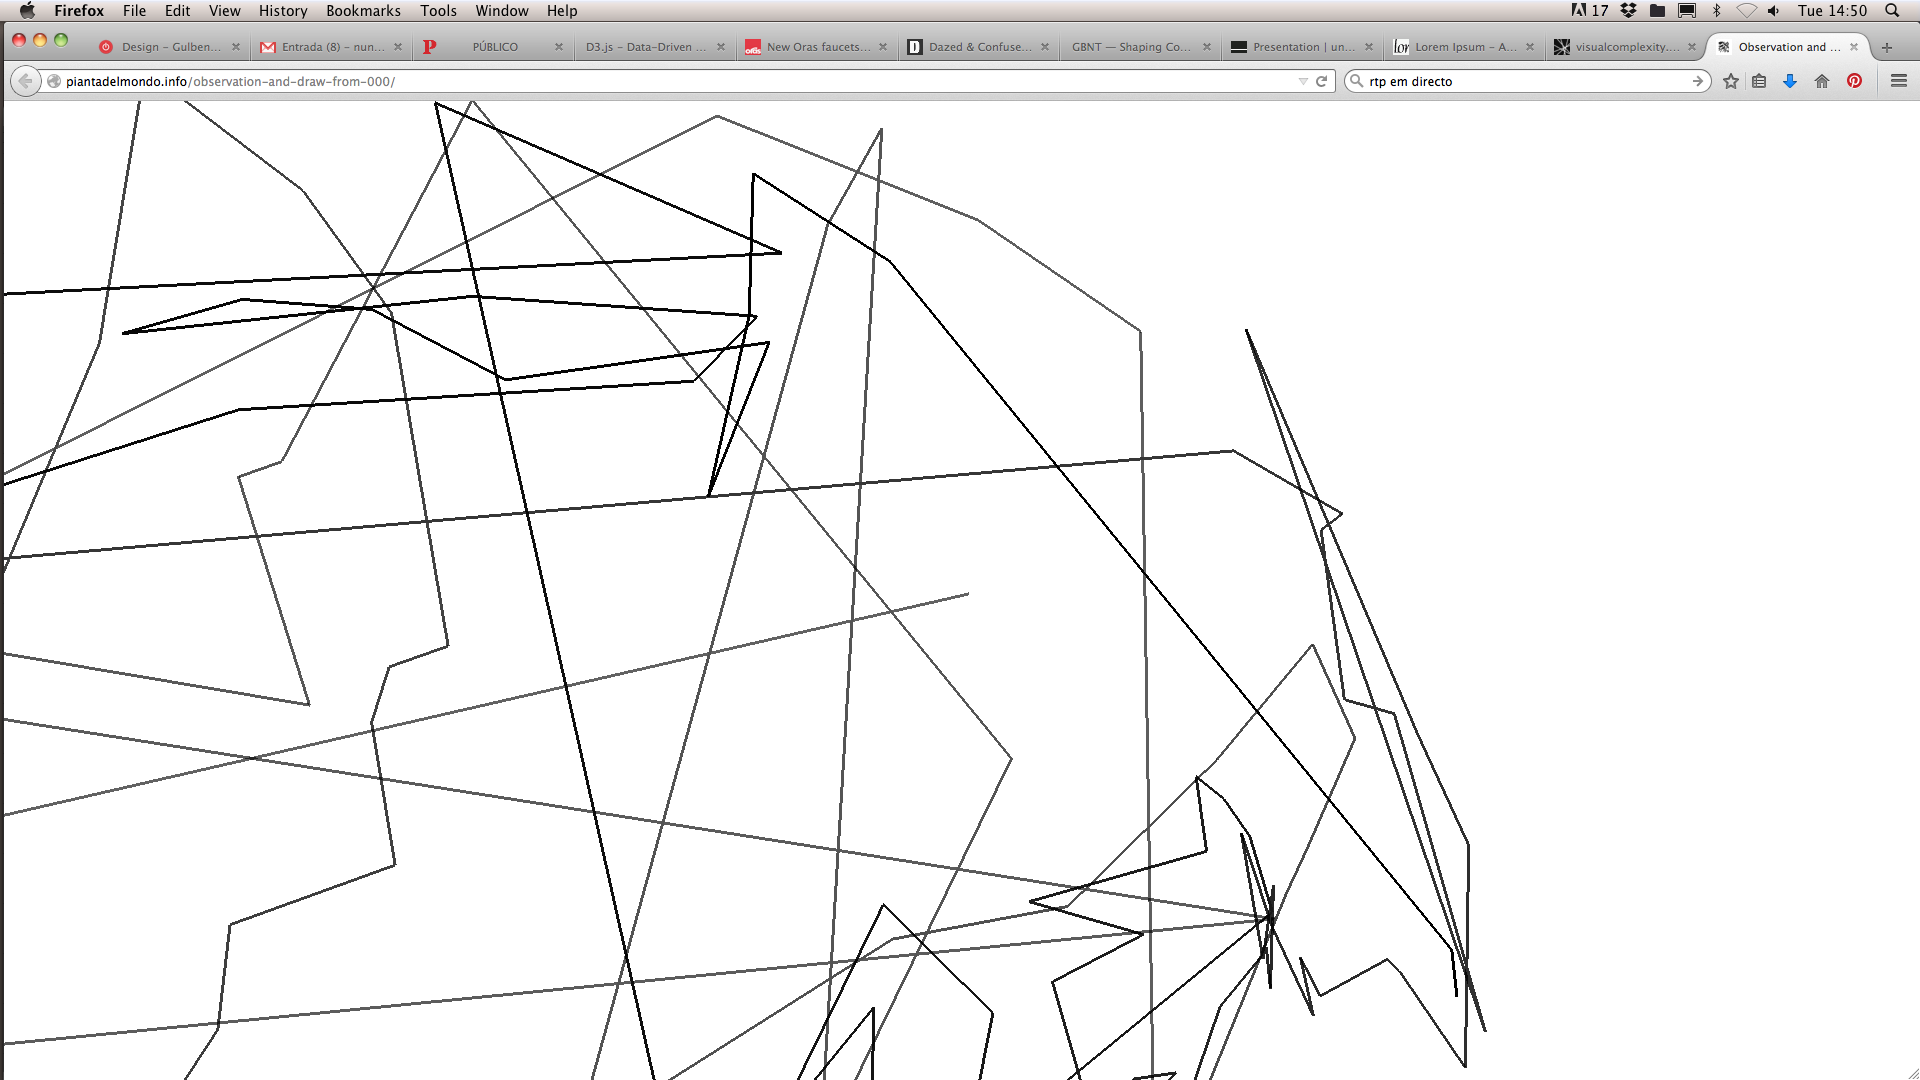 Firefox File Edit View History Bookmarks Tools Window Help 17 Tue 14:50
Design – Gulben... Entrada (8) – nun... P PÚBLICO D3.js – Data-Driven ... oras New Oras faucets... D Dazed & Confuse... GBNT — Shaping Co... Presentation | un... lor Lorem Ipsum – A... visualcomplexity.... Observation and ...
piantadelmondo.info/observation-and-draw-from-000/ rtp em directo